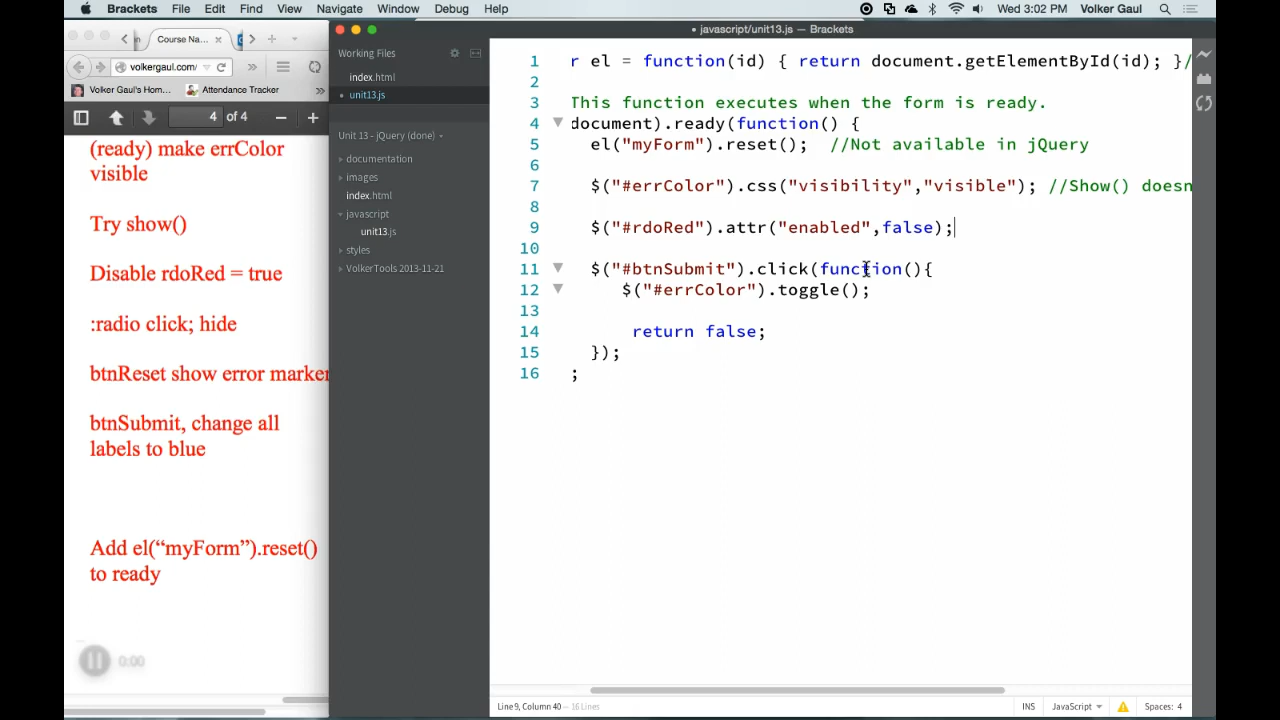 Brackets File Edit Find View Navigate Window Debug Help Wed 3:02 PM Volker Gaul
javascript/unit13.js — Brackets
Course Na...
volkergaul.com/
Volker Gaul's Hom... Attendance Tracker
4 of 4
(ready) make errColor
visible
Try show()
Disable rdoRed = true
:radio click; hide
btnReset show error marker
btnSubmit, change all
labels to blue
Add el(“myForm”).reset()
to ready
0:00
Working Files
index.html
unit13.js
Unit 13 - jQuery (done)
documentation
images
index.html
javascript
unit13.js
styles
VolkerTools 2013-11-21
1 r el = function(id) { return document.getElementById(id); }/
2
3 This function executes when the form is ready.
4 document).ready(function() {
5 el("myForm").reset(); //Not available in jQuery
6
7 $("#errColor").css("visibility","visible"); //Show() doesn
8
9 $("#rdoRed").attr("enabled",false);
10
11 $("#btnSubmit").click(function(){
12 $("#errColor").toggle();
13
14 return false;
15 });
16 ;
Line 9, Column 40 — 16 Lines INS JavaScript Spaces: 4